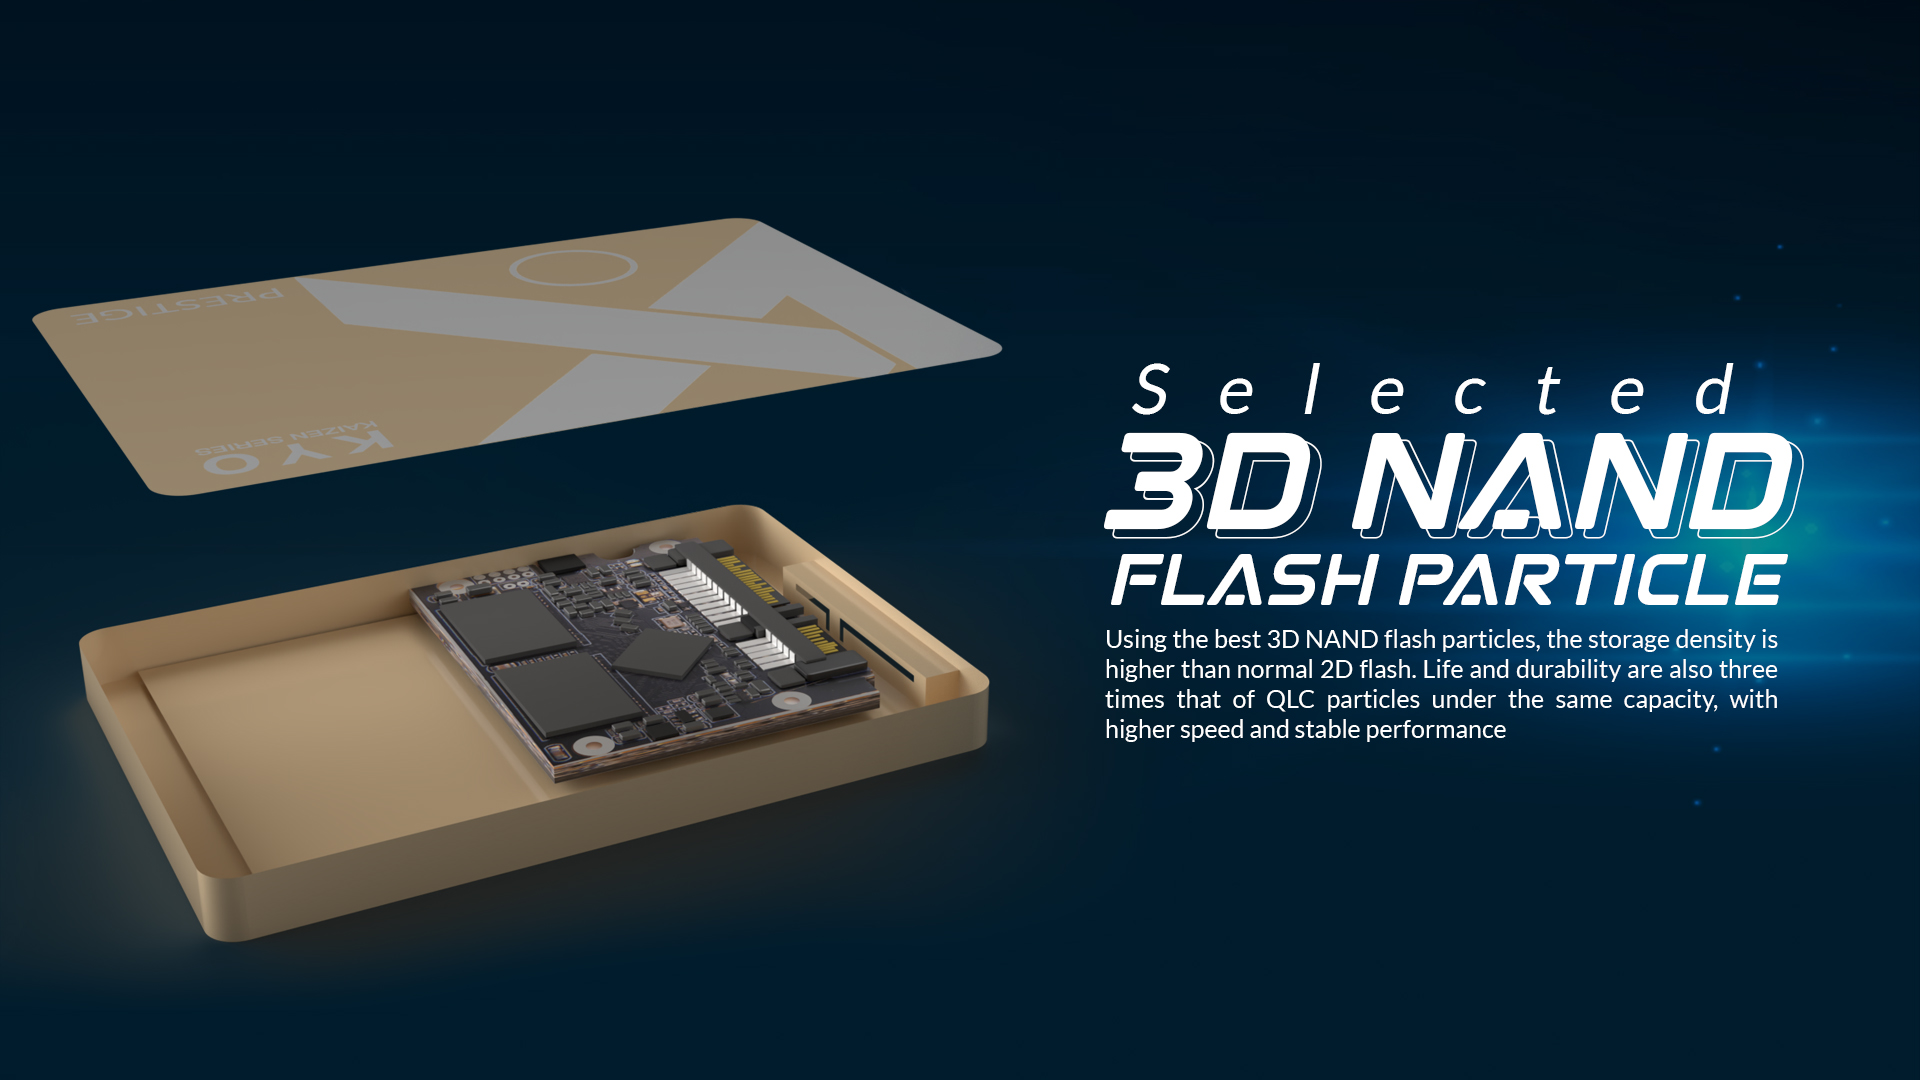 PRESTIGE
KYO
KAIZEN SERIES
Selected
3D NAND
FLASH PARTICLE
Using the best 3D NAND flash particles, the storage density is
higher than normal 2D flash. Life and durability are also three
times that of QLC particles under the same capacity, with
higher speed and stable performance